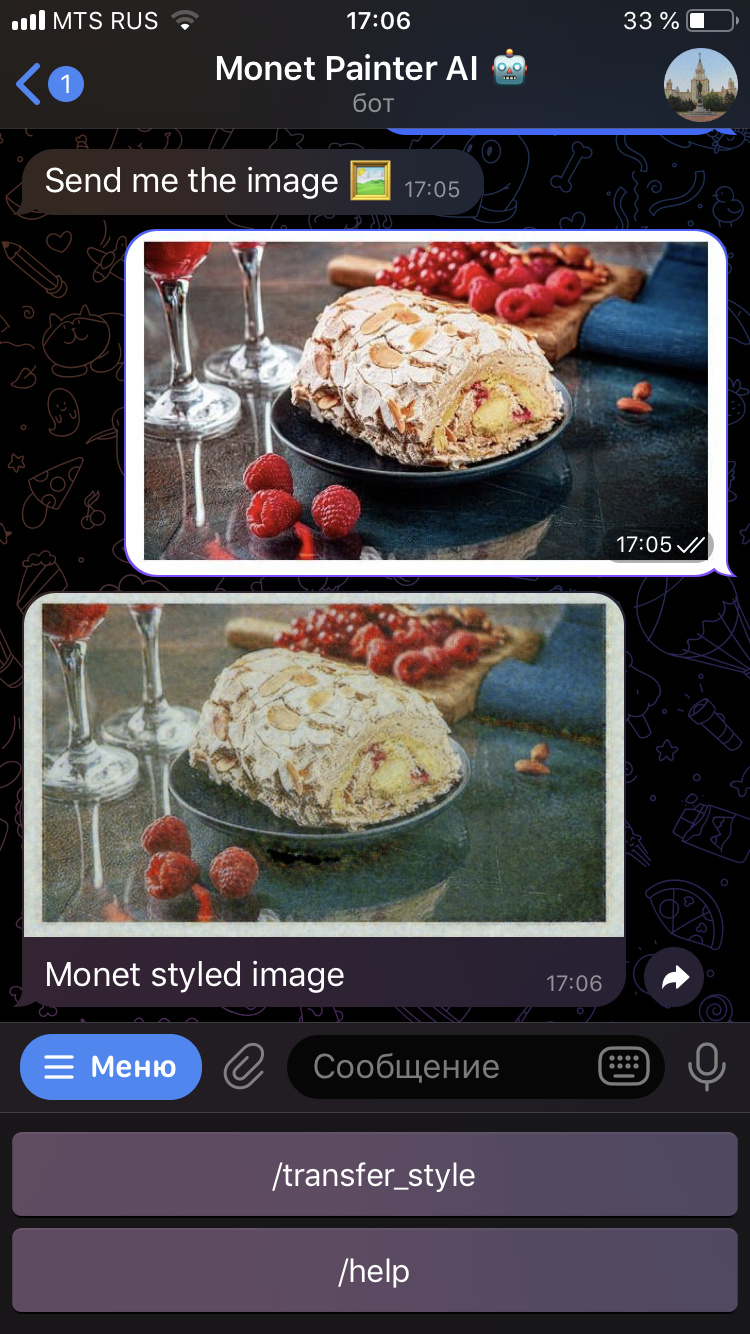 MTS RUS 17:06 33 %
1 Monet Painter AI 🤖
бот
Send me the image 🖼️ 17:05
17:05
Monet styled image 17:06
Меню Сообщение
/transfer_style
/help